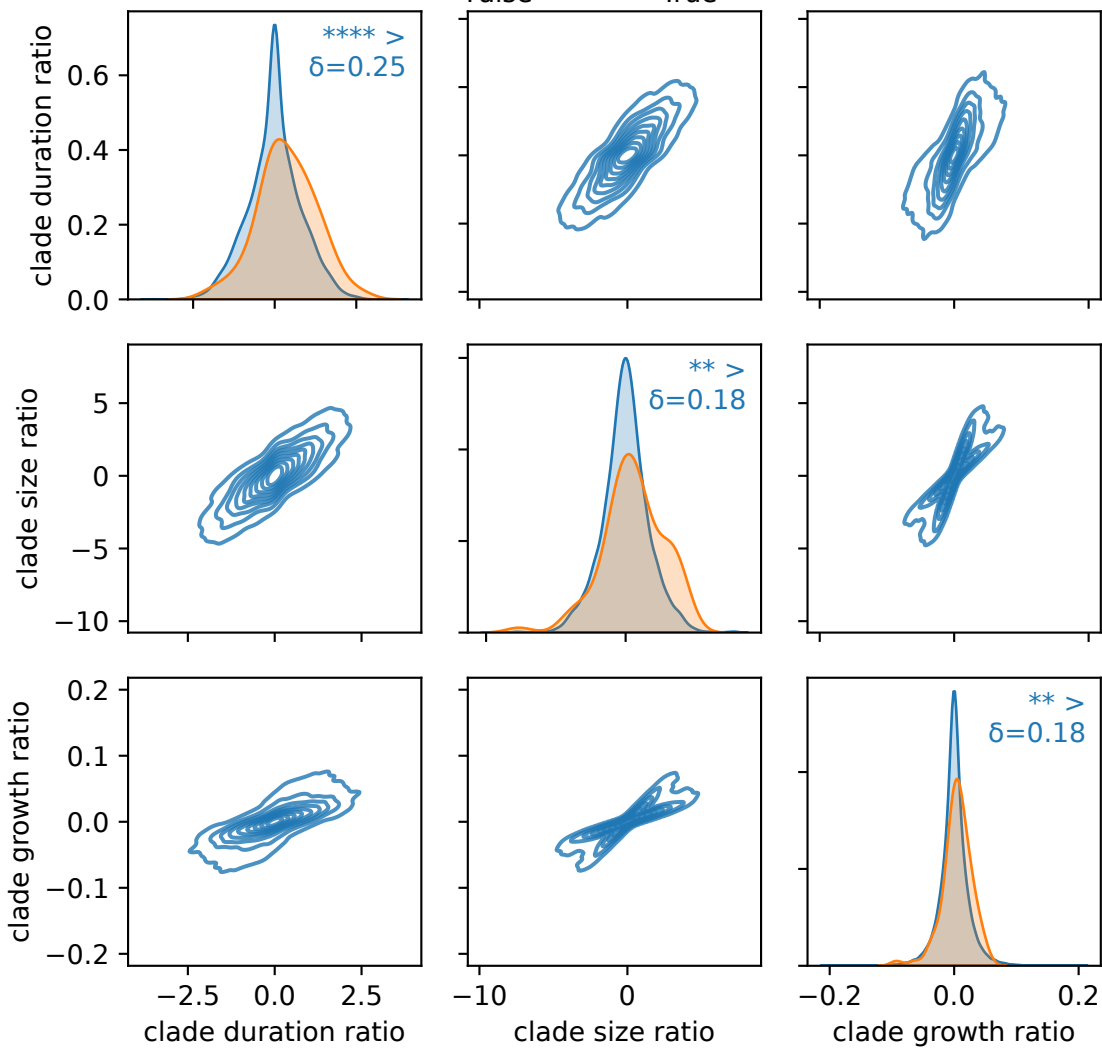 True
clade duration ratio
0.6
0.4
0.2
0.0
**** >
δ=0.25
clade size ratio
5
0
−5
−10
** >
δ=0.18
clade growth ratio
0.2
0.1
0.0
−0.1
−0.2
** >
δ=0.18
−2.5 0.0 2.5
−10 0
−0.2 0.0 0.2
clade duration ratio
clade size ratio
clade growth ratio